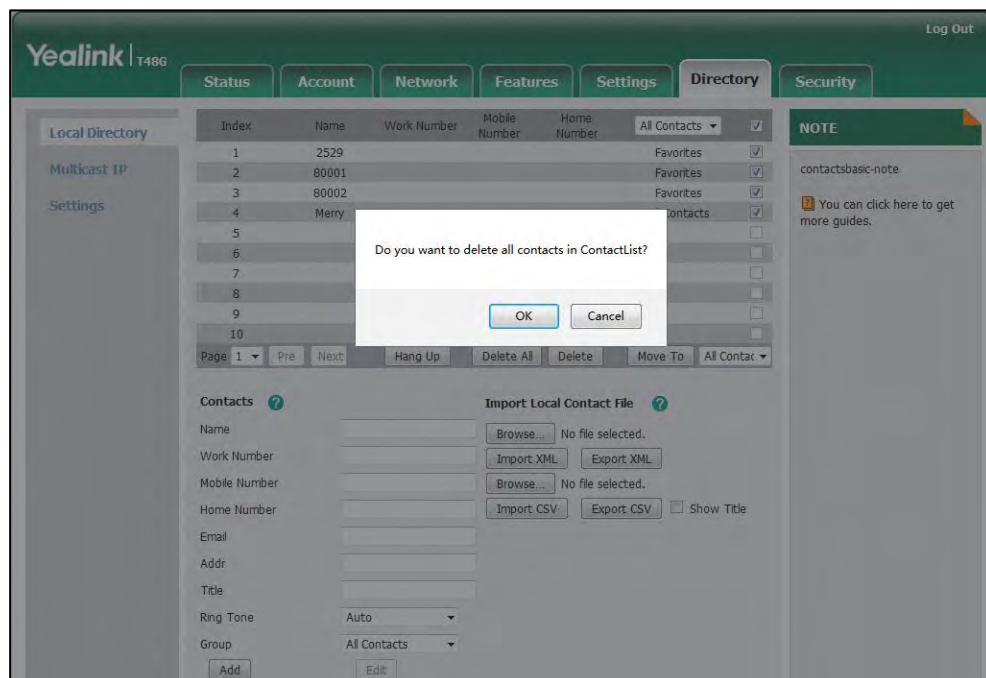 Log Out
Yealink | T48G
Status Account Network Features Settings Directory Security
Local Directory
Multicast IP
Settings
Index Name Work Number Mobile Number Home Number All Contacts
1 2529 Favorites
2 80001 Favorites
3 80002 Favorites
4 Merry Contacts
5
6
7
8
9
10
Do you want to delete all contacts in ContactList?
OK Cancel
Page 1 Pre Next Hang Up Delete All Delete Move To All Contac
Contacts ?
Name
Work Number
Mobile Number
Home Number
Email
Addr
Title
Ring Tone Auto
Group All Contacts
Add Edit
Import Local Contact File ?
Browse... No file selected.
Import XML Export XML
Browse... No file selected.
Import CSV Export CSV Show Title
NOTE
contactsbasic-note
? You can click here to get
more guides.